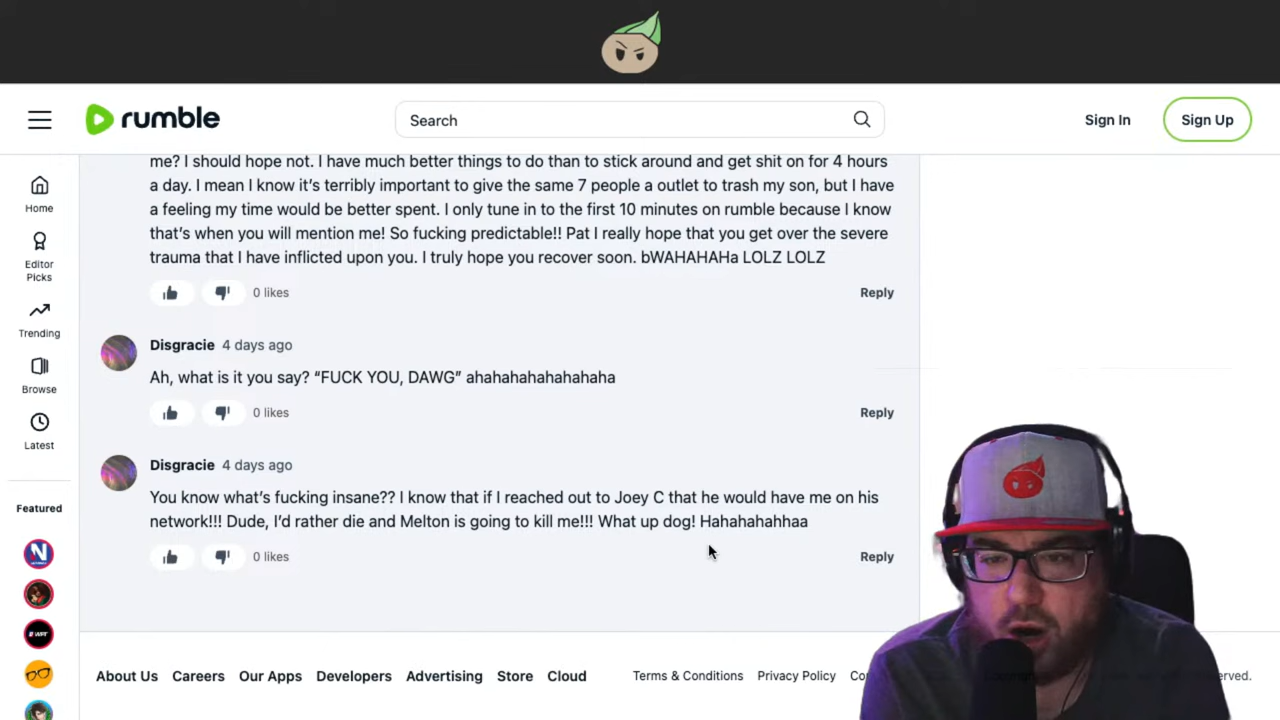 rumble
Search
Sign In
Sign Up
me? I should hope not. I have much better things to do than to stick around and get shit on for 4 hours
a day. I mean I know it's terribly important to give the same 7 people a outlet to trash my son, but I have
a feeling my time would be better spent. I only tune in to the first 10 minutes on rumble because I know
that's when you will mention me! So fucking predictable!! Pat I really hope that you get over the severe
trauma that I have inflicted upon you. I truly hope you recover soon. bWAHAHAHa LOLZ LOLZ
0 likes
Reply
Disgracie 4 days ago
Ah, what is it you say? “FUCK YOU, DAWG” ahahahahahahahaha
0 likes
Reply
Disgracie 4 days ago
You know what's fucking insane?? I know that if I reached out to Joey C that he would have me on his
network!!! Dude, I'd rather die and Melton is going to kill me!!! What up dog! Hahahahahhaa
0 likes
Reply
Home
Editor
Picks
Trending
Browse
Latest
Featured
About Us
Careers
Our Apps
Developers
Advertising
Store
Cloud
Terms & Conditions
Privacy Policy